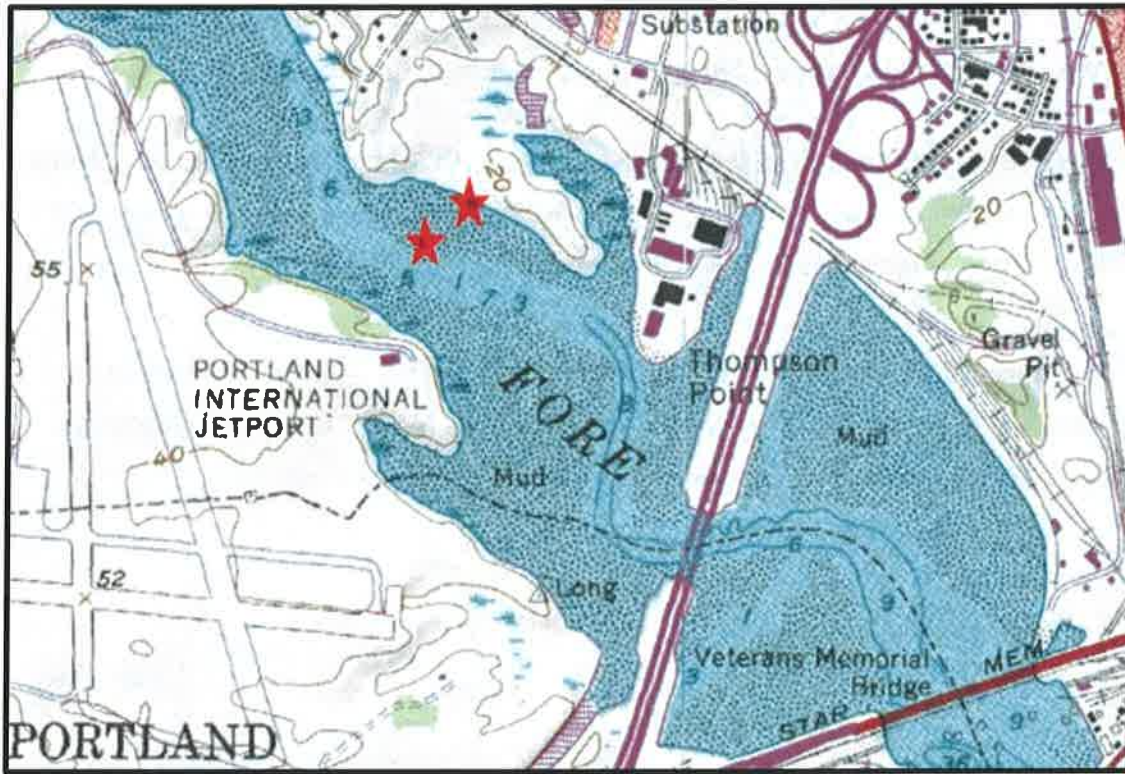 Substation
20
20
55
Gravel
Pit
Thompson
Point
PORTLAND
INTERNATIONAL
JETPORT
FORE
Mud
40
Mud
52
Long
Veterans Memorial
Bridge
STAR
MEM
PORTLAND